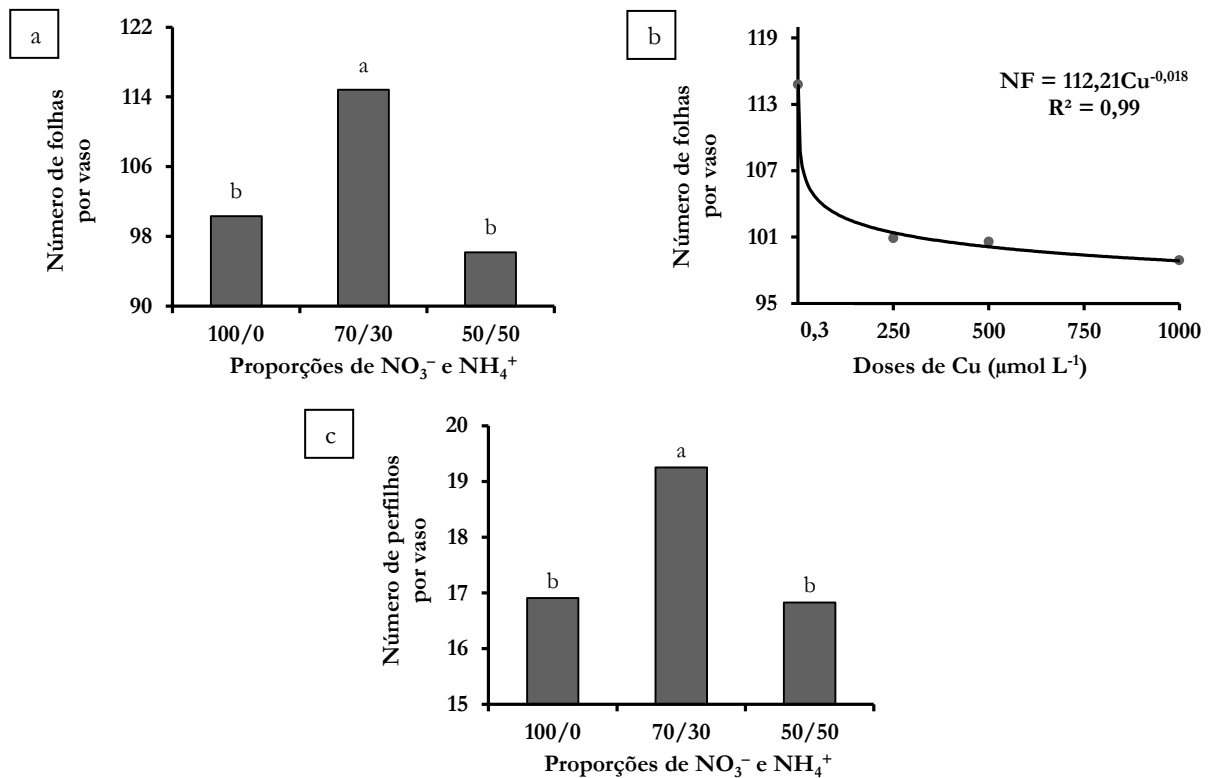 a
122
114
106
98
90
Número de folhas
por vaso
b
a
b
100/0 70/30 50/50
Proporções de NO₃⁻ e NH₄⁺
b
119
113
107
101
95
Número de folhas
por vaso
NF = 112,21Cu⁻⁰,⁰¹⁸
R² = 0,99
0,3 250 500 750 1000
Doses de Cu (µmol L⁻¹)
c
20
19
18
17
16
15
Número de perfilhos
por vaso
b
a
b
100/0 70/30 50/50
Proporções de NO₃⁻ e NH₄⁺